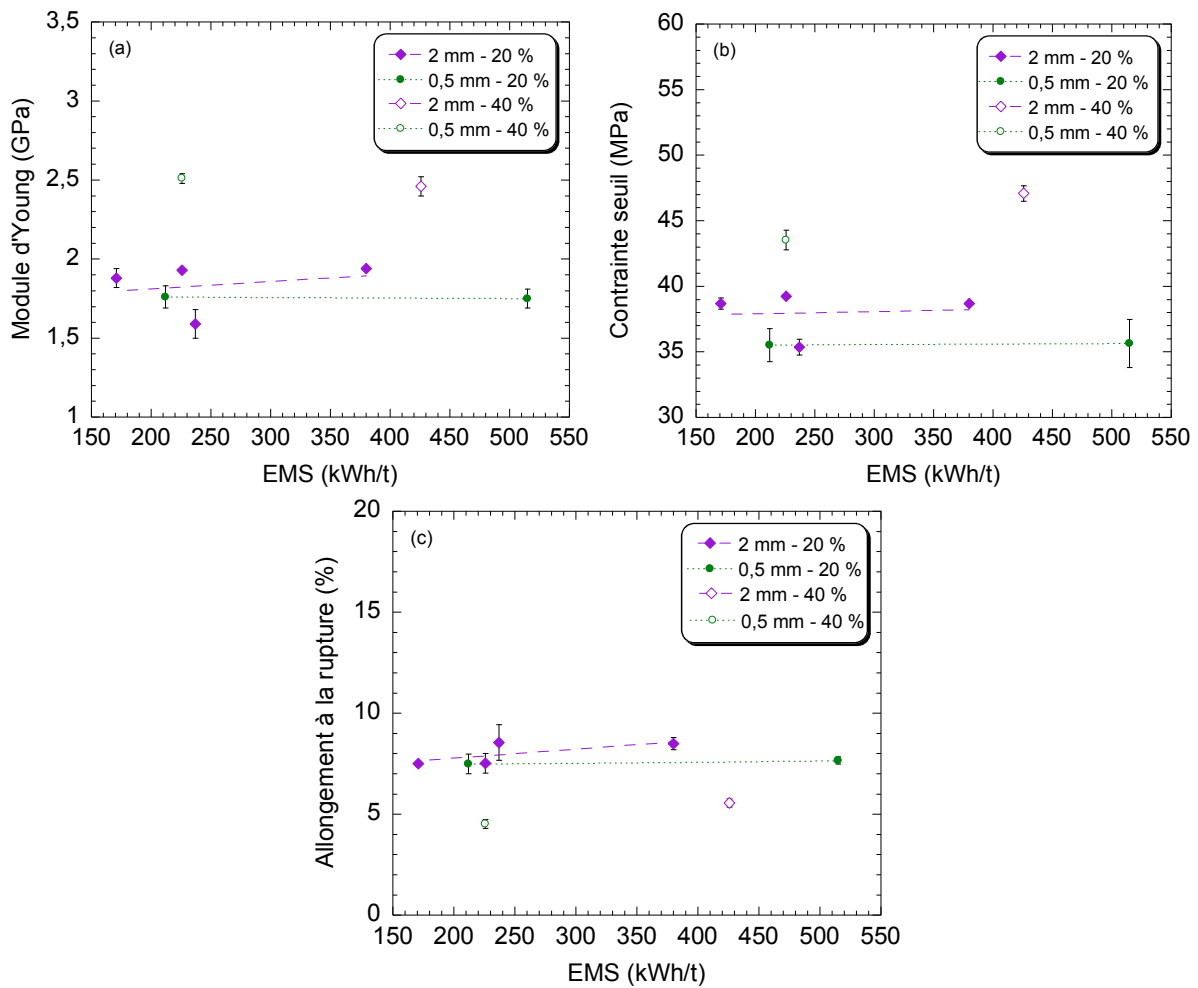 (a)
2 mm - 20 %
0,5 mm - 20 %
2 mm - 40 %
0,5 mm - 40 %
Module d'Young (GPa)
3,5
3
2,5
2
1,5
1
150 200 250 300 350 400 450 500 550
EMS (kWh/t)
(b)
2 mm - 20 %
0,5 mm - 20 %
2 mm - 40 %
0,5 mm - 40 %
Contrainte seuil (MPa)
60
55
50
45
40
35
30
150 200 250 300 350 400 450 500 550
EMS (kWh/t)
(c)
2 mm - 20 %
0,5 mm - 20 %
2 mm - 40 %
0,5 mm - 40 %
Allongement à la rupture (%)
20
15
10
5
0
150 200 250 300 350 400 450 500 550
EMS (kWh/t)